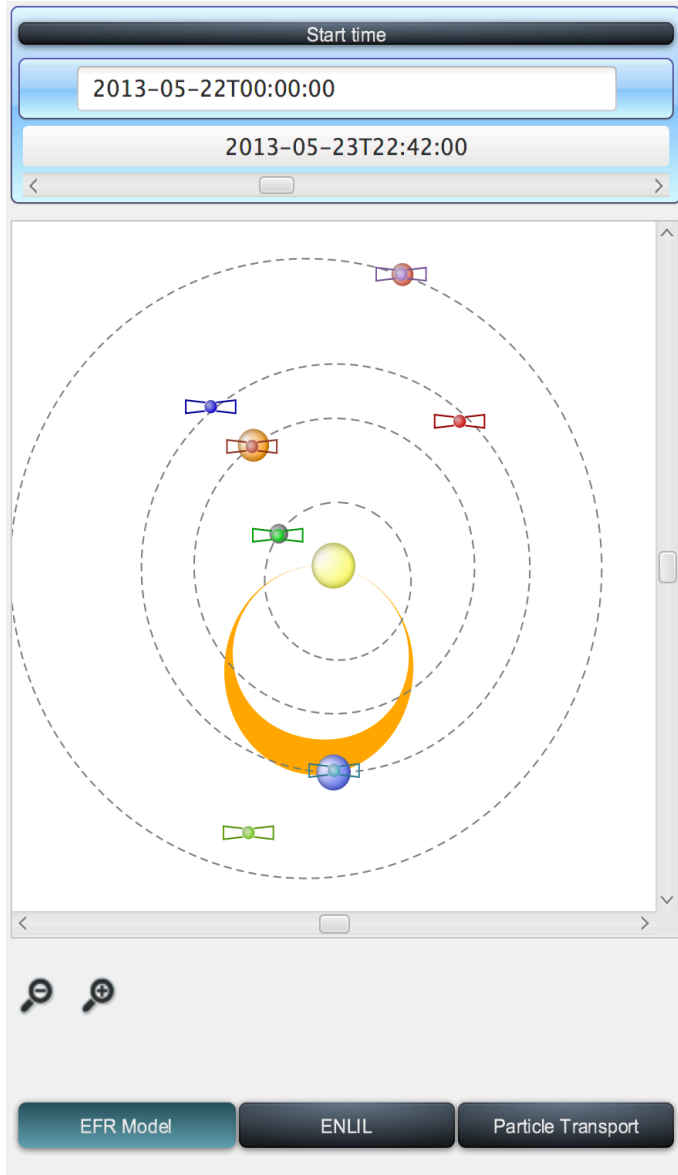 Start time
2013-05-22T00:00:00
2013-05-23T22:42:00
EFR Model
ENLIL
Particle Transport